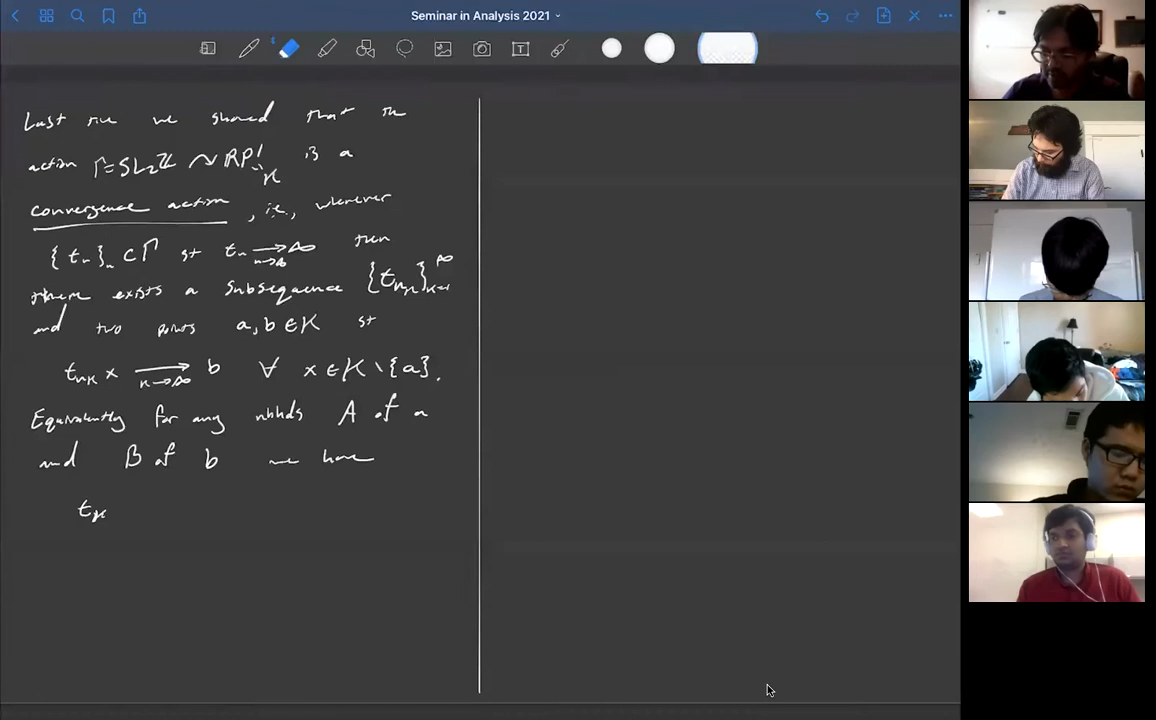 Seminar in Analysis 2021
Last time we showed that the
action Γ=SL₂ℤ ↷ RP¹ is a
" K
convergence action, i.e., whenever
{tₙ}ₙ ⊂ Γ st tₙ ⟶ ∞ then
n→∞
there exists a subsequence {tₙₖ}ₖ₌₁^∞
and two points a, b ∈ K st
tₙₖ x ⟶ b ∀ x ∈ K \ {a}.
k→∞
Equivalently for any nbhds A of a
and B of b we have
tₖ